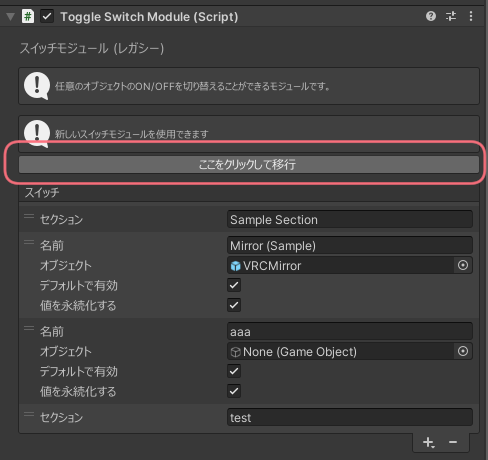 Toggle Switch Module (Script)
スイッチモジュール (レガシー)
任意のオブジェクトのON/OFFを切り替えることができるモジュールです。
新しいスイッチモジュールを使用できます
ここをクリックして移行
スイッチ
セクション Sample Section
名前 Mirror (Sample)
オブジェクト VRCMirror
デフォルトで有効
値を永続化する
名前 aaa
オブジェクト None (Game Object)
デフォルトで有効
値を永続化する
セクション test